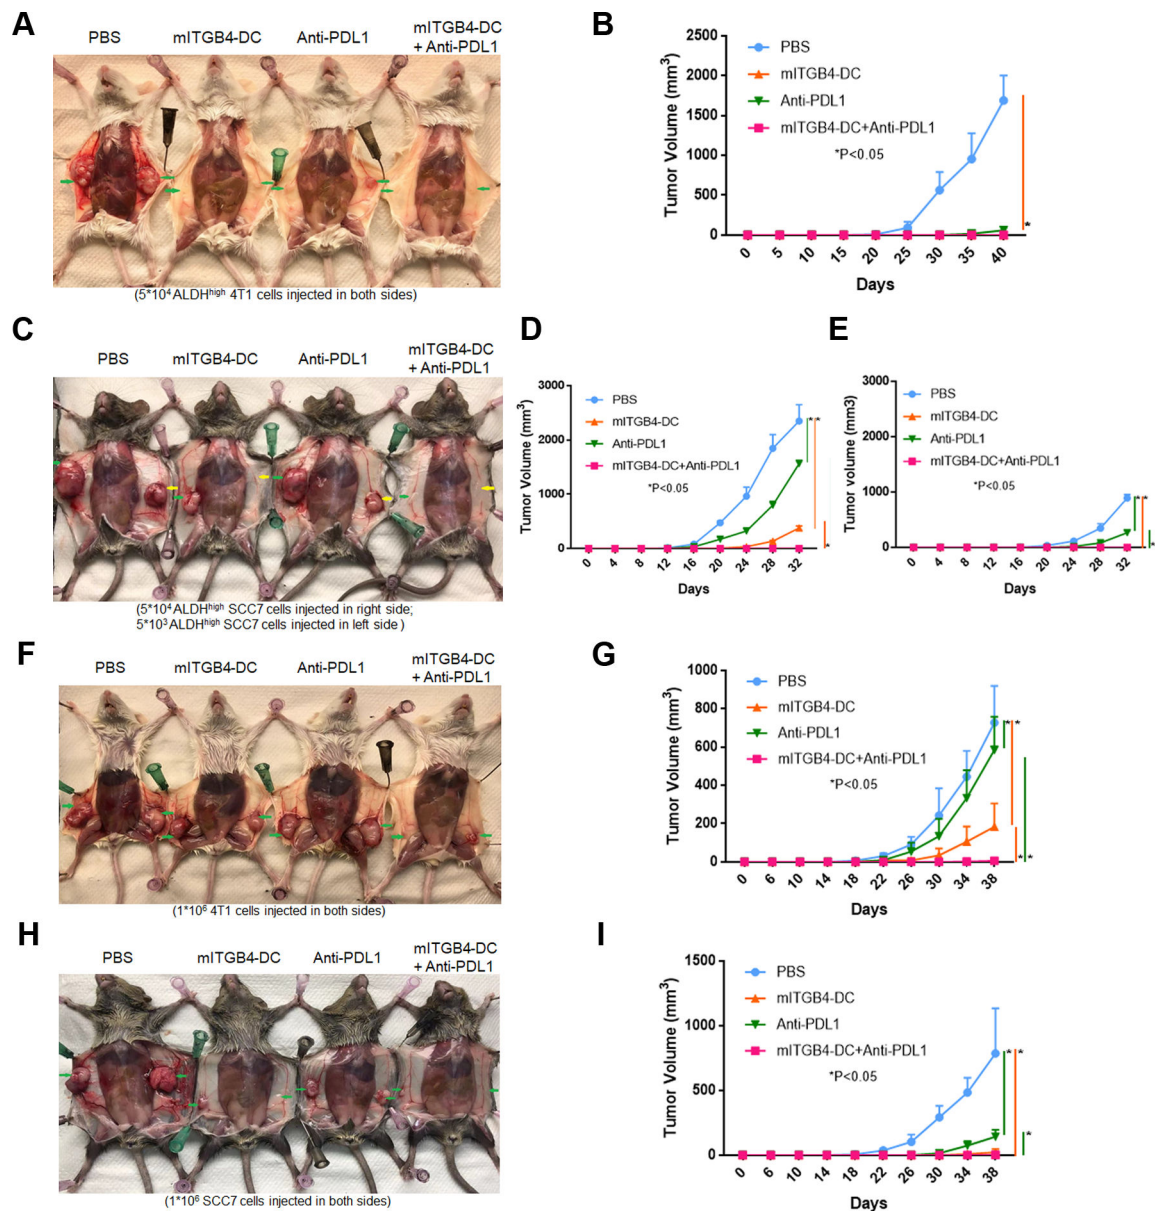 A
PBS
mITGB4-DC
Anti-PDL1
mITGB4-DC
+ Anti-PDL1
(5*10⁴ ALDHʰⁱᵍʰ 4T1 cells injected in both sides)
B
Tumor Volume (mm³)
2500
2000
1500
1000
500
0
PBS
mITGB4-DC
Anti-PDL1
mITGB4-DC+Anti-PDL1
*P<0.05
*
0 5 10 15 20 25 30 35 40
Days
C
PBS
mITGB4-DC
Anti-PDL1
mITGB4-DC
+ Anti-PDL1
(5*10⁴ ALDHʰⁱᵍʰ SCC7 cells injected in right side;
5*10³ ALDHʰⁱᵍʰ SCC7 cells injected in left side)
D
Tumor Volume (mm³)
3000
2000
1000
0
PBS
mITGB4-DC
Anti-PDL1
mITGB4-DC+Anti-PDL1
*P<0.05
* *
*
0 4 8 12 16 20 24 28 32
Days
E
Tumor volume (mm3)
3000
2000
1000
0
PBS
mITGB4-DC
Anti-PDL1
mITGB4-DC+Anti-PDL1
*P<0.05
* *
*
0 4 8 12 16 20 24 28 32
Days
F
PBS
mITGB4-DC
Anti-PDL1
mITGB4-DC
+ Anti-PDL1
(1*10⁶ 4T1 cells injected in both sides)
G
Tumor Volume (mm³)
1000
800
600
400
200
0
PBS
mITGB4-DC
Anti-PDL1
mITGB4-DC+Anti-PDL1
*P<0.05
* *
* *
0 6 10 14 18 22 26 30 34 38
Days
H
PBS
mITGB4-DC
Anti-PDL1
mITGB4-DC
+ Anti-PDL1
(1*10⁶ SCC7 cells injected in both sides)
I
Tumor Volume (mm³)
1500
1000
500
0
PBS
mITGB4-DC
Anti-PDL1
mITGB4-DC+Anti-PDL1
*P<0.05
* *
*
0 6 10 14 18 22 26 30 34 38
Days